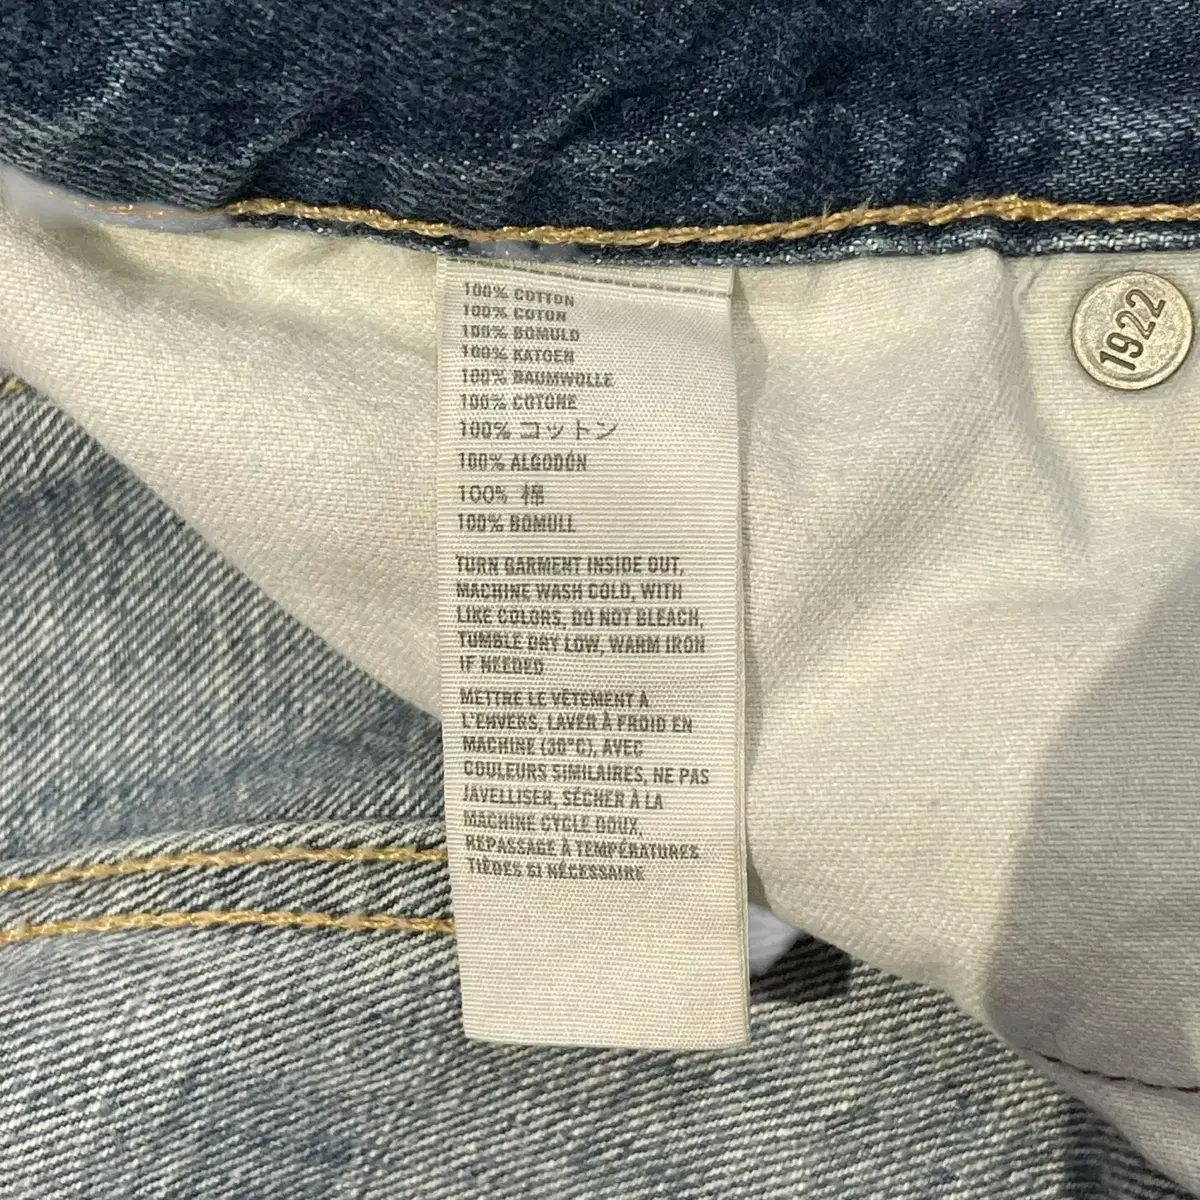 100% COTTON
100% COTON
100% BOMULD
100% KATOEN
100% BAUMWOLLE
100% COTONE
100% コットン
100% ALGODÓN
100% 棉
100% BOMULL
TURN GARMENT INSIDE OUT,
MACHINE WASH COLD, WITH
LIKE COLORS, DO NOT BLEACH,
TUMBLE DRY LOW, WARM IRON
IF NEEDED
METTRE LE VÊTEMENT À
L'ENVERS, LAVER À FROID EN
MACHINE (30°C), AVEC
COULEURS SIMILAIRES, NE PAS
JAVELLISER, SÉCHER À LA
MACHINE CYCLE DOUX,
REPASSAGE À TEMPÉRATURES
TIÈDES SI NÉCESSAIRE
1922